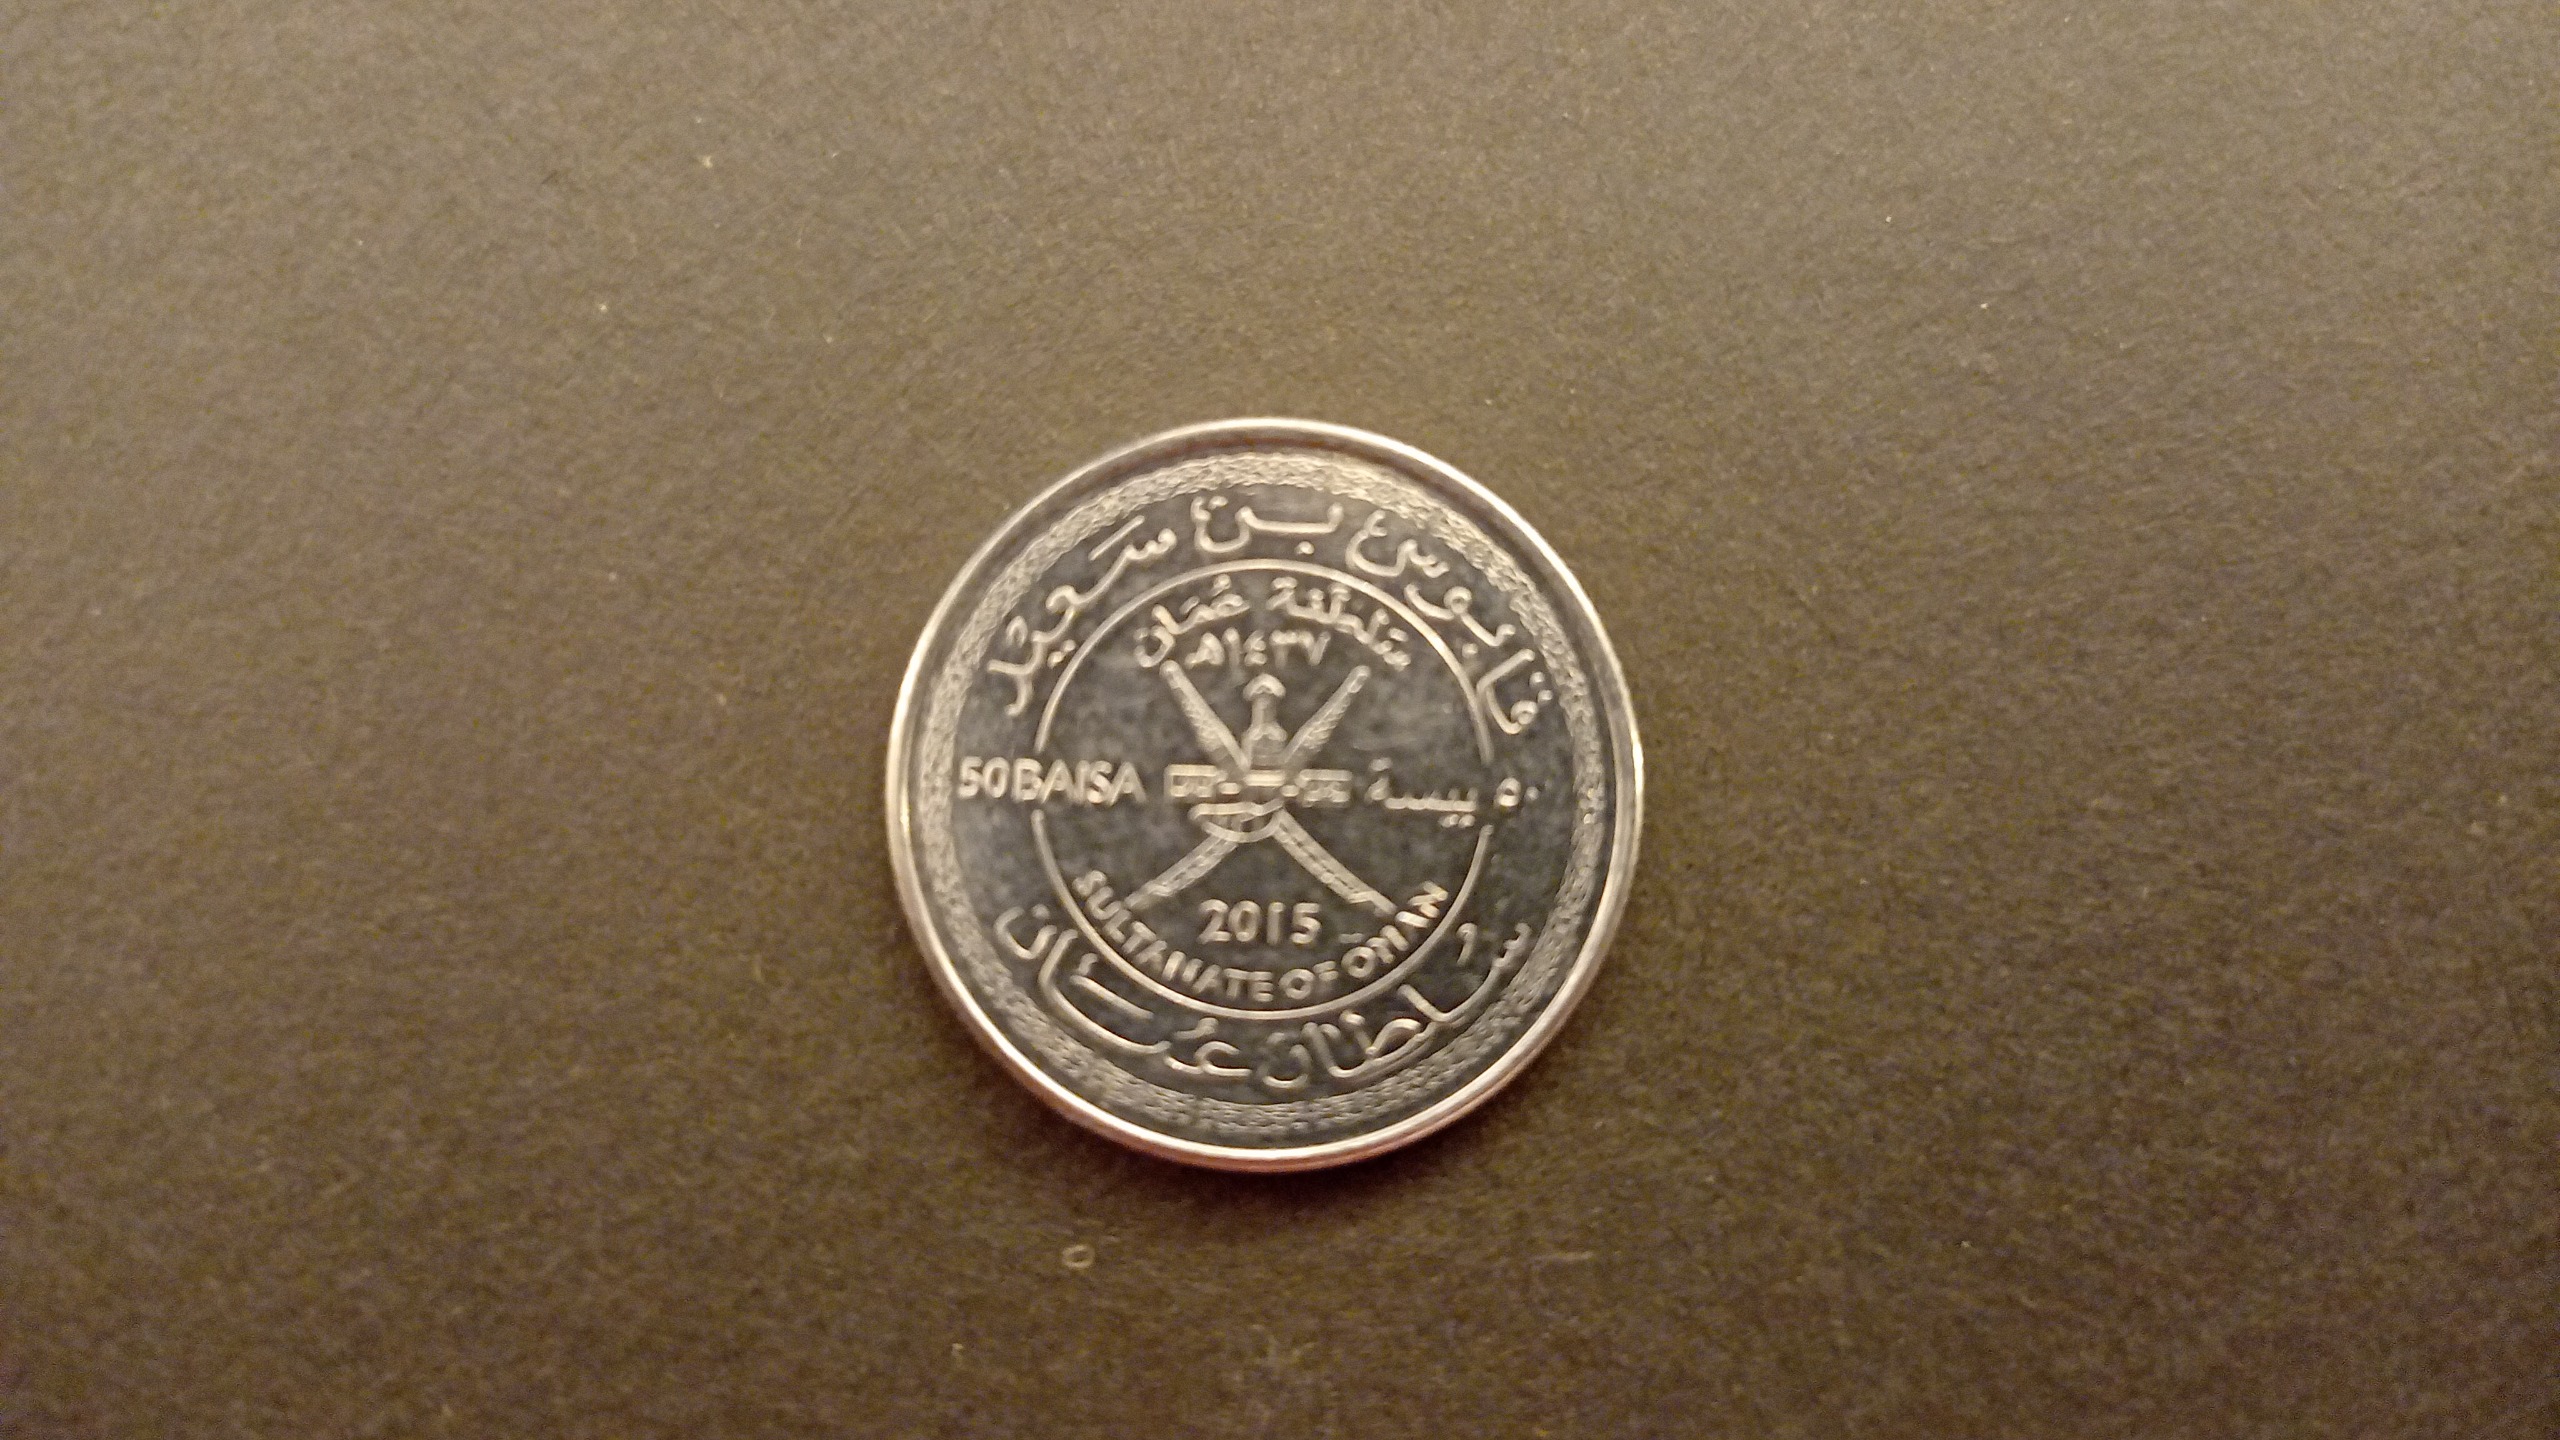 قابوس بن سعيد
سلطنة عُمان
١٤٣٧هـ
50 BAISA
٥٠ بيسة
2015
SULTANATE OF OMAN
سلطان عُمان